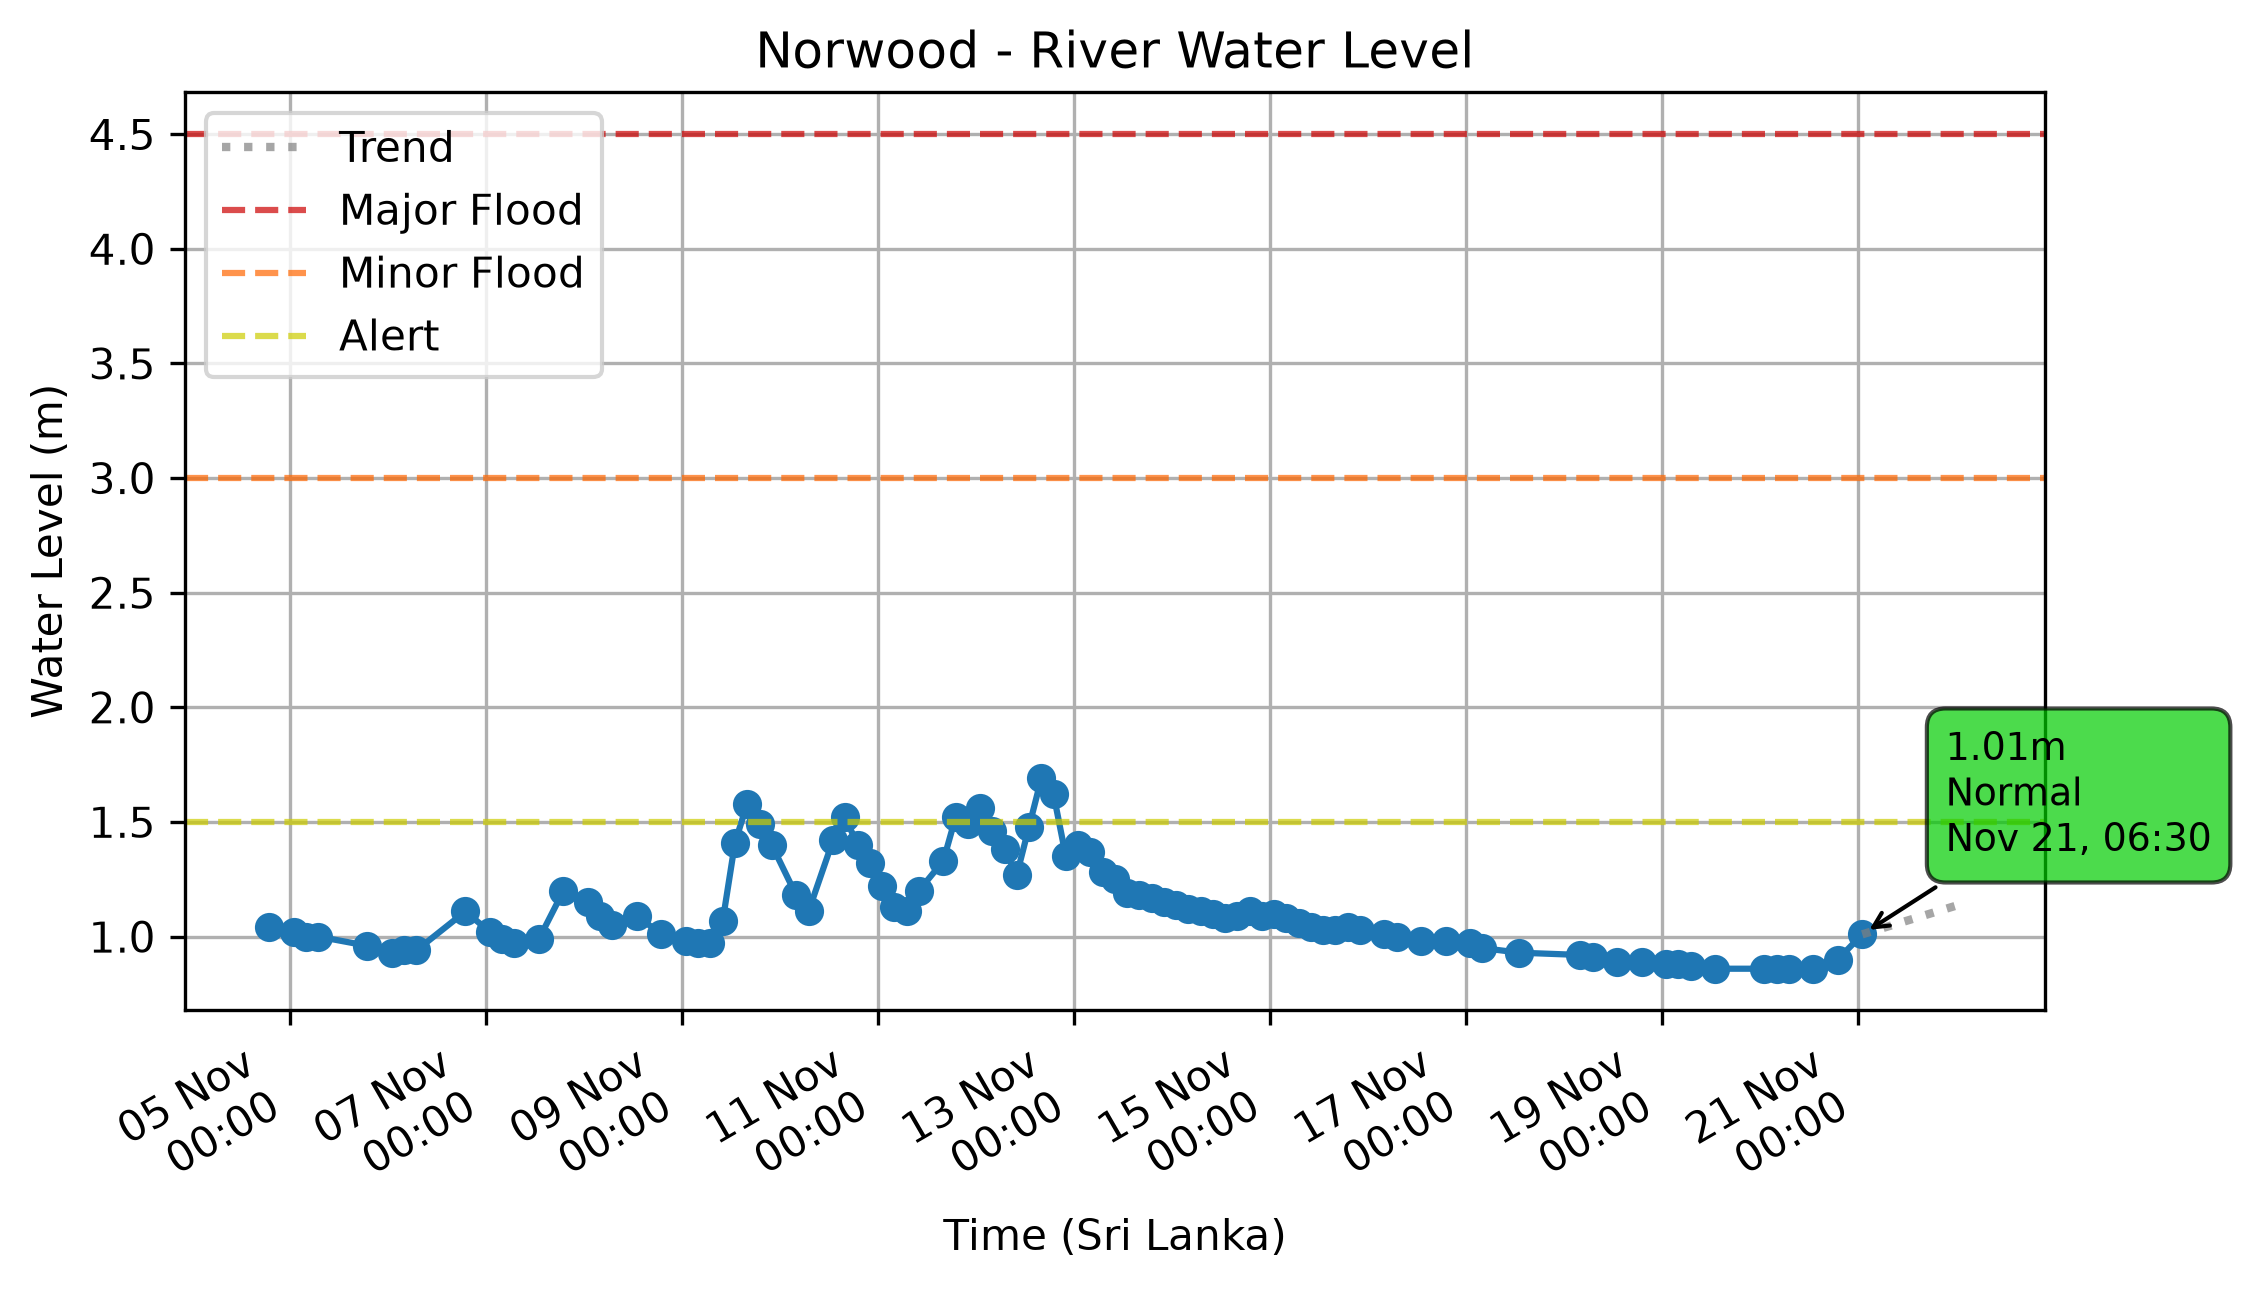 Norwood - River Water Level
Trend
Major Flood
Minor Flood
Alert
4.5
4.0
3.5
3.0
2.5
2.0
1.5
1.0
Water Level (m)
1.01m
Normal
Nov 21, 06:30
05 Nov
00:00
07 Nov
00:00
09 Nov
00:00
11 Nov
00:00
13 Nov
00:00
15 Nov
00:00
17 Nov
00:00
19 Nov
00:00
21 Nov
00:00
Time (Sri Lanka)